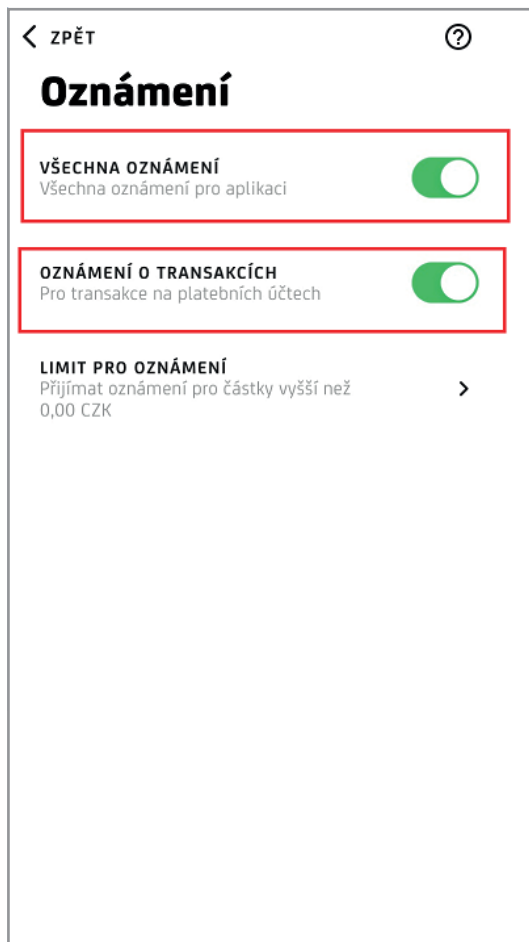 ZPĚT
Oznámení
VŠECHNA OZNÁMENÍ
Všechna oznámení pro aplikaci
OZNÁMENÍ O TRANSAKCÍCH
Pro transakce na platebních účtech
LIMIT PRO OZNÁMENÍ
Přijímat oznámení pro částky vyšší než
0,00 CZK